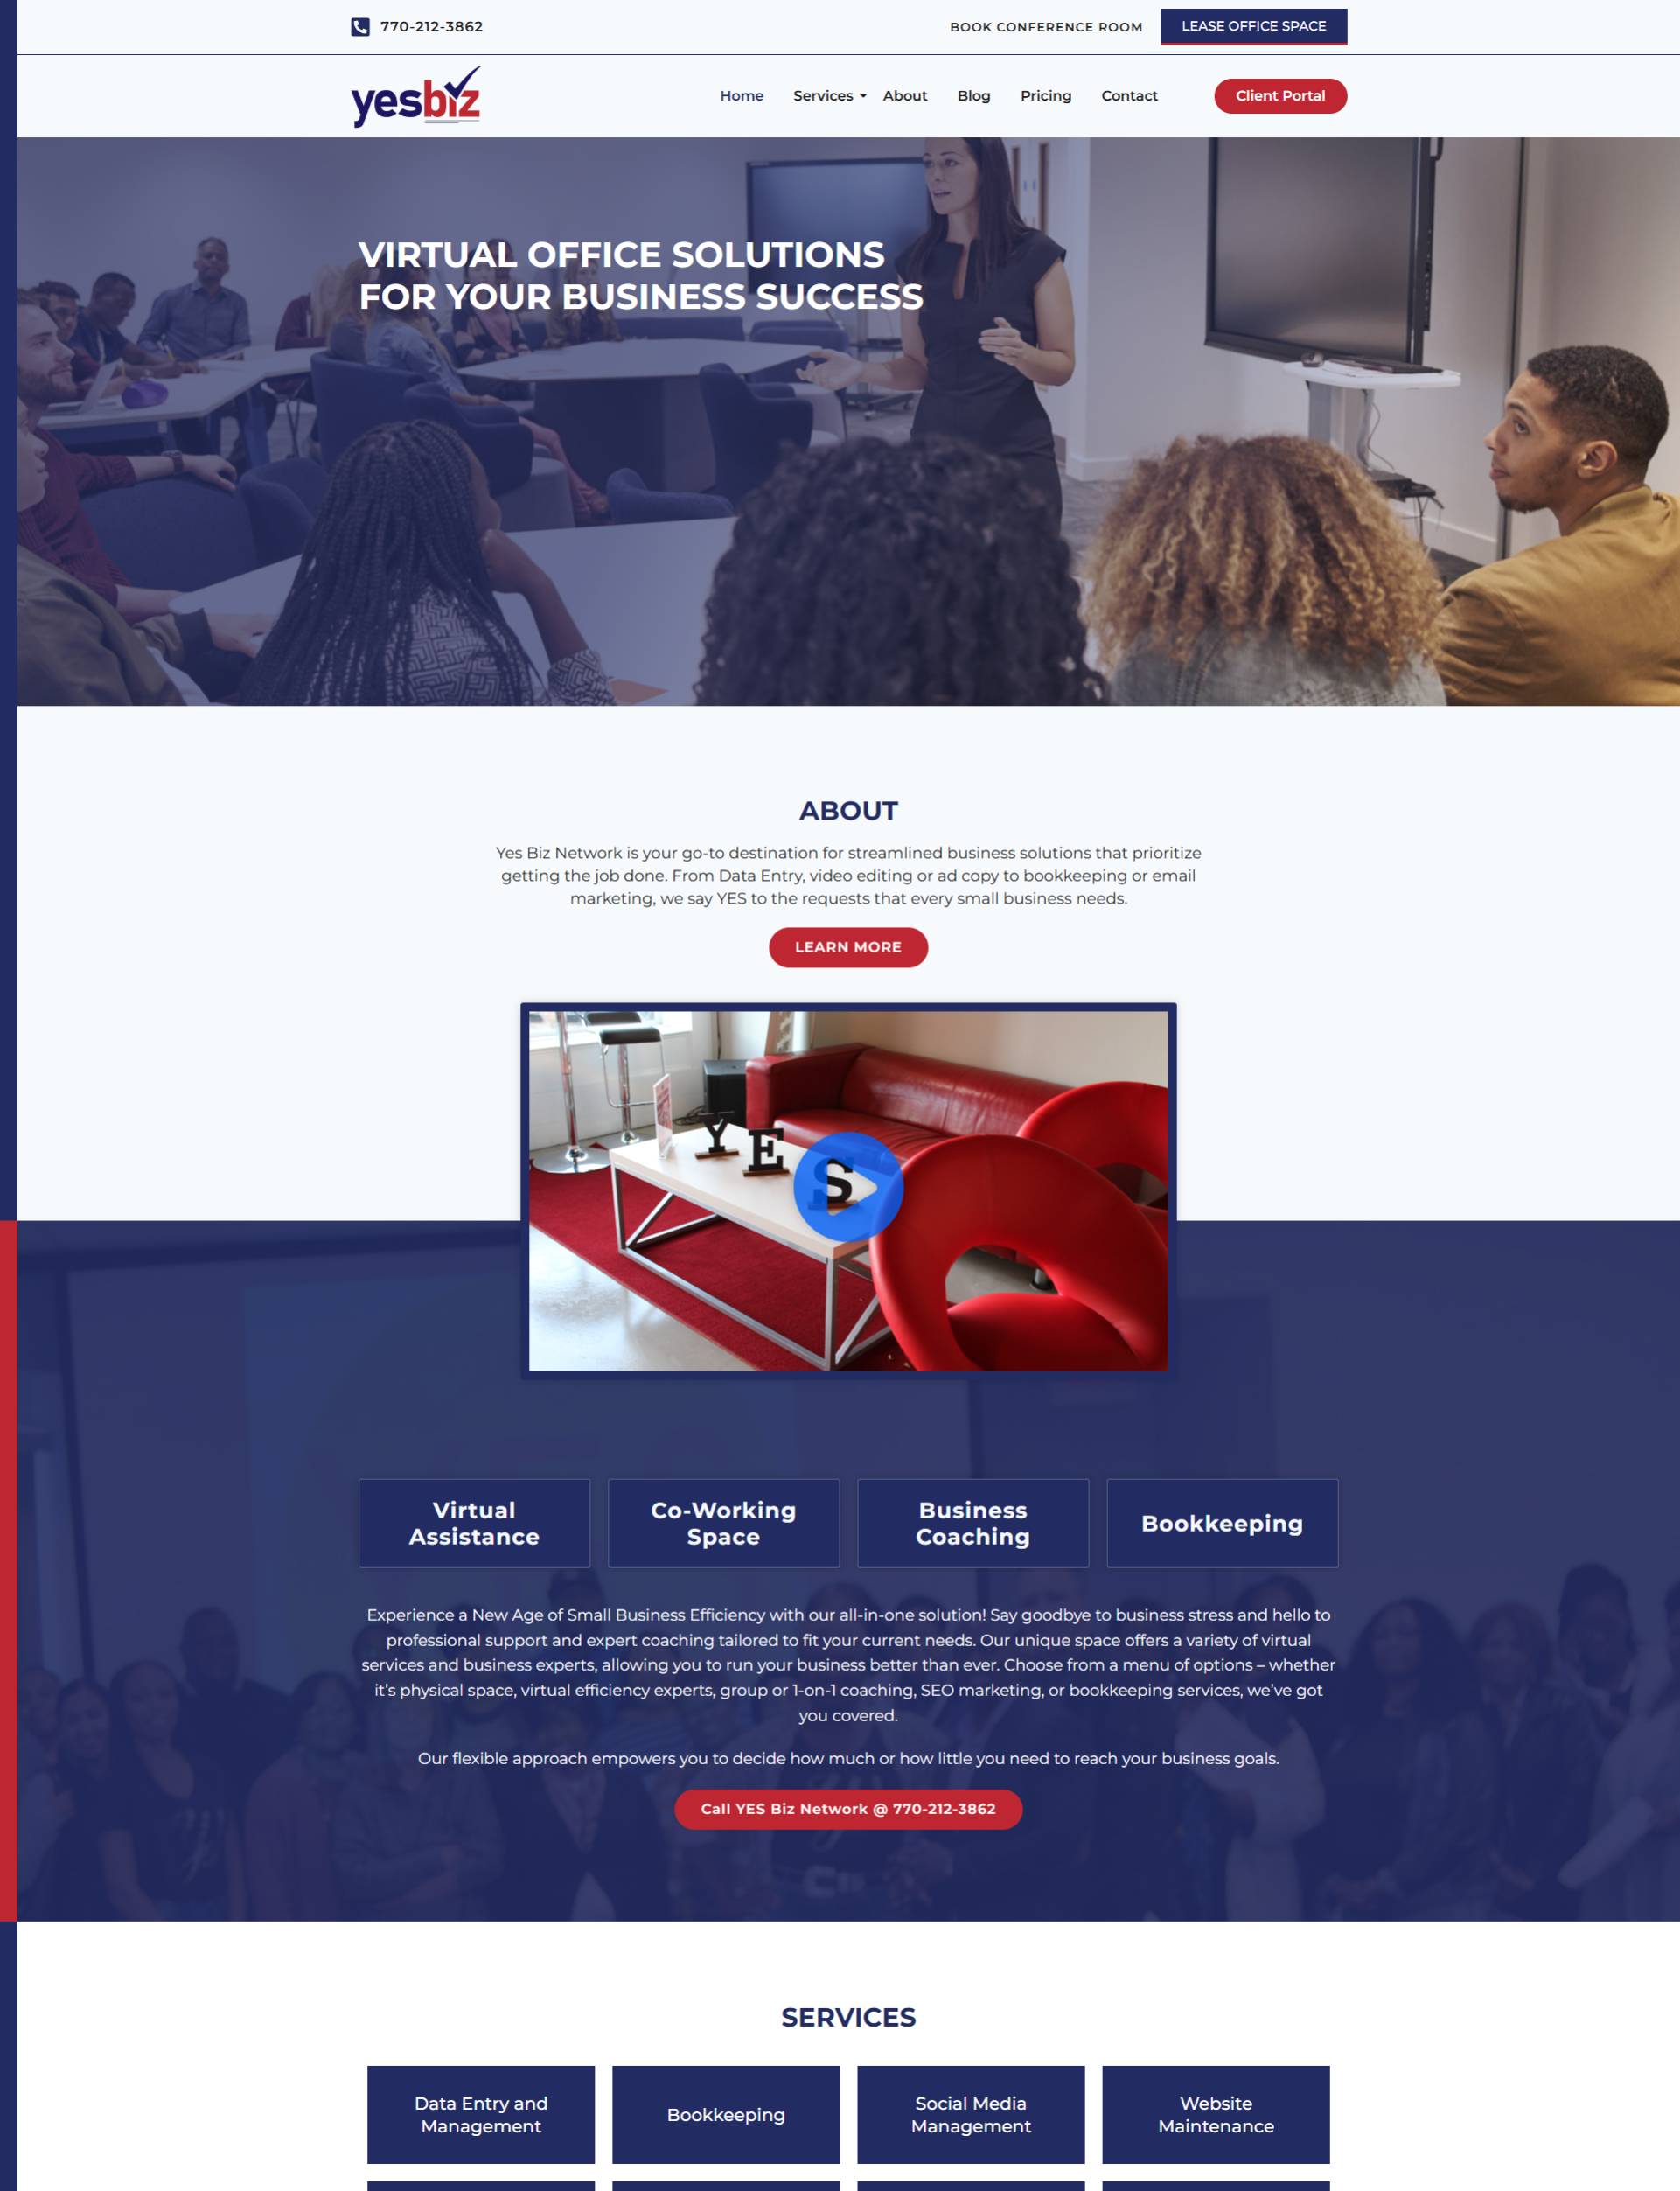 770-212-3862
BOOK CONFERENCE ROOM
LEASE OFFICE SPACE
yesbiz
Home
Services
About
Blog
Pricing
Contact
Client Portal
VIRTUAL OFFICE SOLUTIONS
FOR YOUR BUSINESS SUCCESS
ABOUT
Yes Biz Network is your go-to destination for streamlined business solutions that prioritize
getting the job done. From Data Entry, video editing or ad copy to bookkeeping or email
marketing, we say YES to the requests that every small business needs.
LEARN MORE
YES
Virtual
Assistance
Co-Working
Space
Business
Coaching
Bookkeeping
Experience a New Age of Small Business Efficiency with our all-in-one solution! Say goodbye to business stress and hello to
professional support and expert coaching tailored to fit your current needs. Our unique space offers a variety of virtual
services and business experts, allowing you to run your business better than ever. Choose from a menu of options – whether
it's physical space, virtual efficiency experts, group or 1-on-1 coaching, SEO marketing, or bookkeeping services, we've got
you covered.
Our flexible approach empowers you to decide how much or how little you need to reach your business goals.
Call YES Biz Network @ 770-212-3862
SERVICES
Data Entry and
Management
Bookkeeping
Social Media
Management
Website
Maintenance